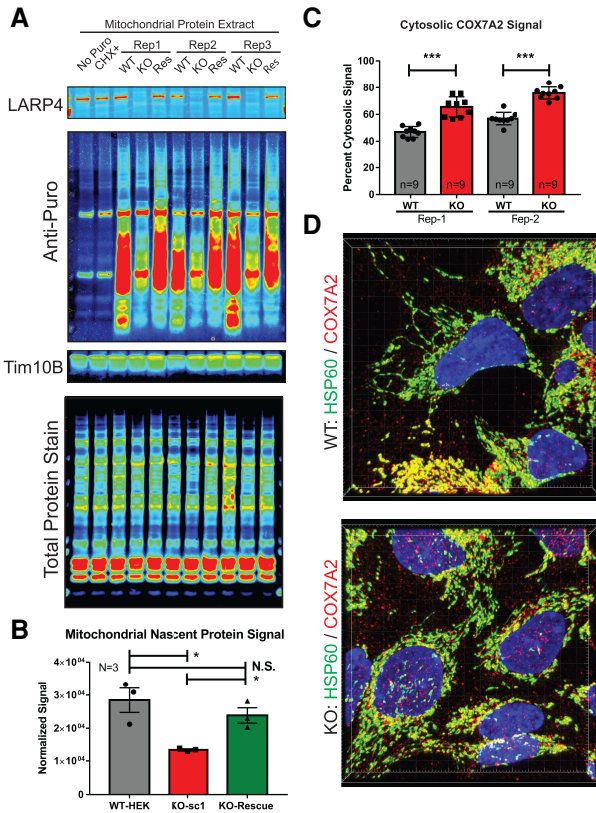 A
Mitochondrial Protein Extract
No Puro
CHX+
Rep1
Rep2
Rep3
WT
KO
Res
WT
KO
Res
WT
KO
Res
LARP4
Anti-Puro
Tim10B
Total Protein Stain
B
Mitochondrial Nascent Protein Signal
N=3
*
N.S.
*
Normalized Signal
4×10⁰⁴
3×10⁰⁴
2×10⁰⁴
1×10⁰⁴
0
WT-HEK
KO-sc1
KO-Rescue
C
Cytosolic COX7A2 Signal
***
***
Percent Cytosolic Signal
100
80
60
40
20
0
n=9
n=9
n=9
n=9
WT
KO
WT
KO
Rep-1
Fep-2
D
WT: HSP60 / COX7A2
KO: HSP60 / COX7A2